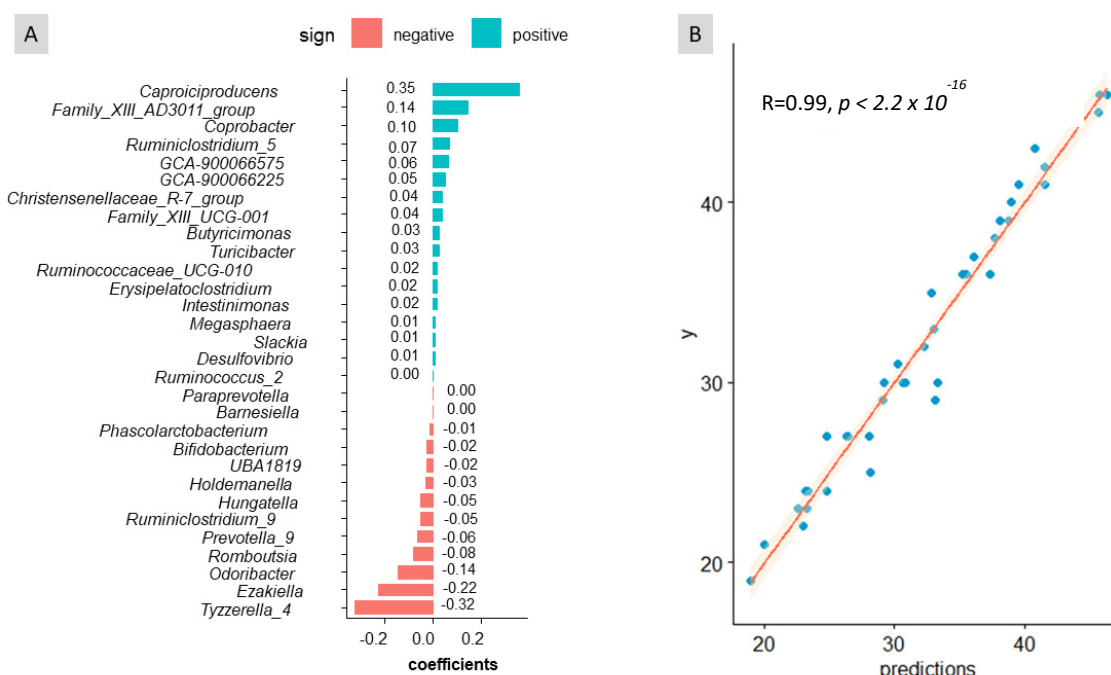 A
sign negative positive
Caproiciproducens 0.35
Family_XIII_AD3011_group 0.14
Coprobacter 0.10
Ruminiclostridium_5 0.07
GCA-900066575 0.06
GCA-900066225 0.05
Christensenellaceae_R-7_group 0.04
Family_XIII_UCG-001 0.04
Butyricimonas 0.03
Turicibacter 0.03
Ruminococcaceae_UCG-010 0.02
Erysipelatoclostridium 0.02
Intestinimonas 0.02
Megasphaera 0.01
Slackia 0.01
Desulfovibrio 0.01
Ruminococcus_2 0.00
Paraprevotella 0.00
Barnesiella 0.00
Phascolarctobacterium -0.01
Bifidobacterium -0.02
UBA1819 -0.02
Holdemanella -0.03
Hungatella -0.05
Ruminiclostridium_9 -0.05
Prevotella_9 -0.06
Romboutsia -0.08
Odoribacter -0.14
Ezakiella -0.22
Tyzzerella_4 -0.32
-0.2 0.0 0.2
coefficients
B
R=0.99, p < 2.2 x 10⁻¹⁶
y
40
30
20
20 30 40
predictions